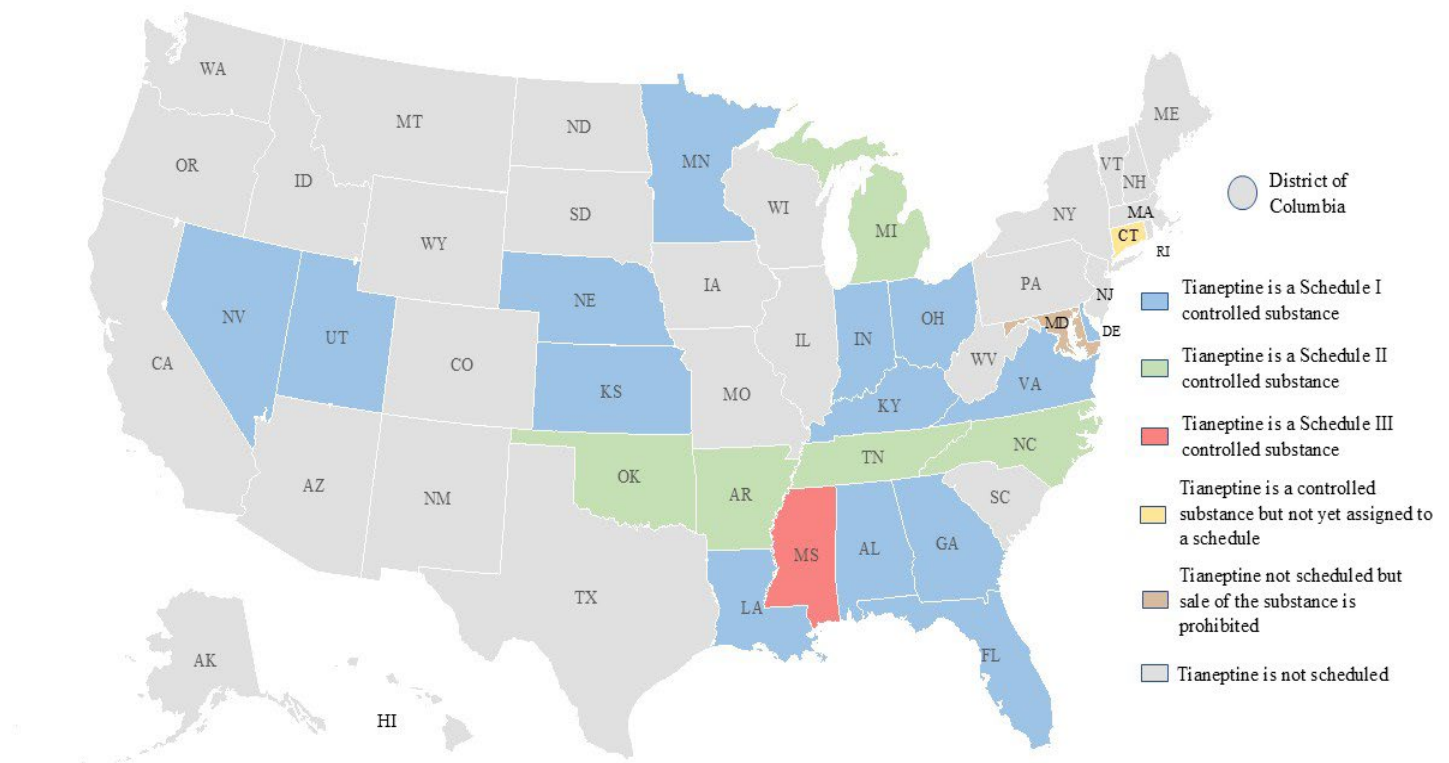 WA
MT
ND
MN
ME
OR
ID
SD
WI
MI
VT
NH
NY
MA
CT
RI
WY
IA
PA
NJ
NE
NV
UT
CO
IL
IN
OH
MD
DE
WV
VA
CA
KS
MO
KY
AZ
NM
OK
AR
TN
NC
SC
TX
MS
AL
GA
LA
FL
AK
HI
District of
Columbia
Tianeptine is a Schedule I
controlled substance
Tianeptine is a Schedule II
controlled substance
Tianeptine is a Schedule III
controlled substance
Tianeptine is a controlled
substance but not yet assigned to
a schedule
Tianeptine not scheduled but
sale of the substance is
prohibited
Tianeptine is not scheduled